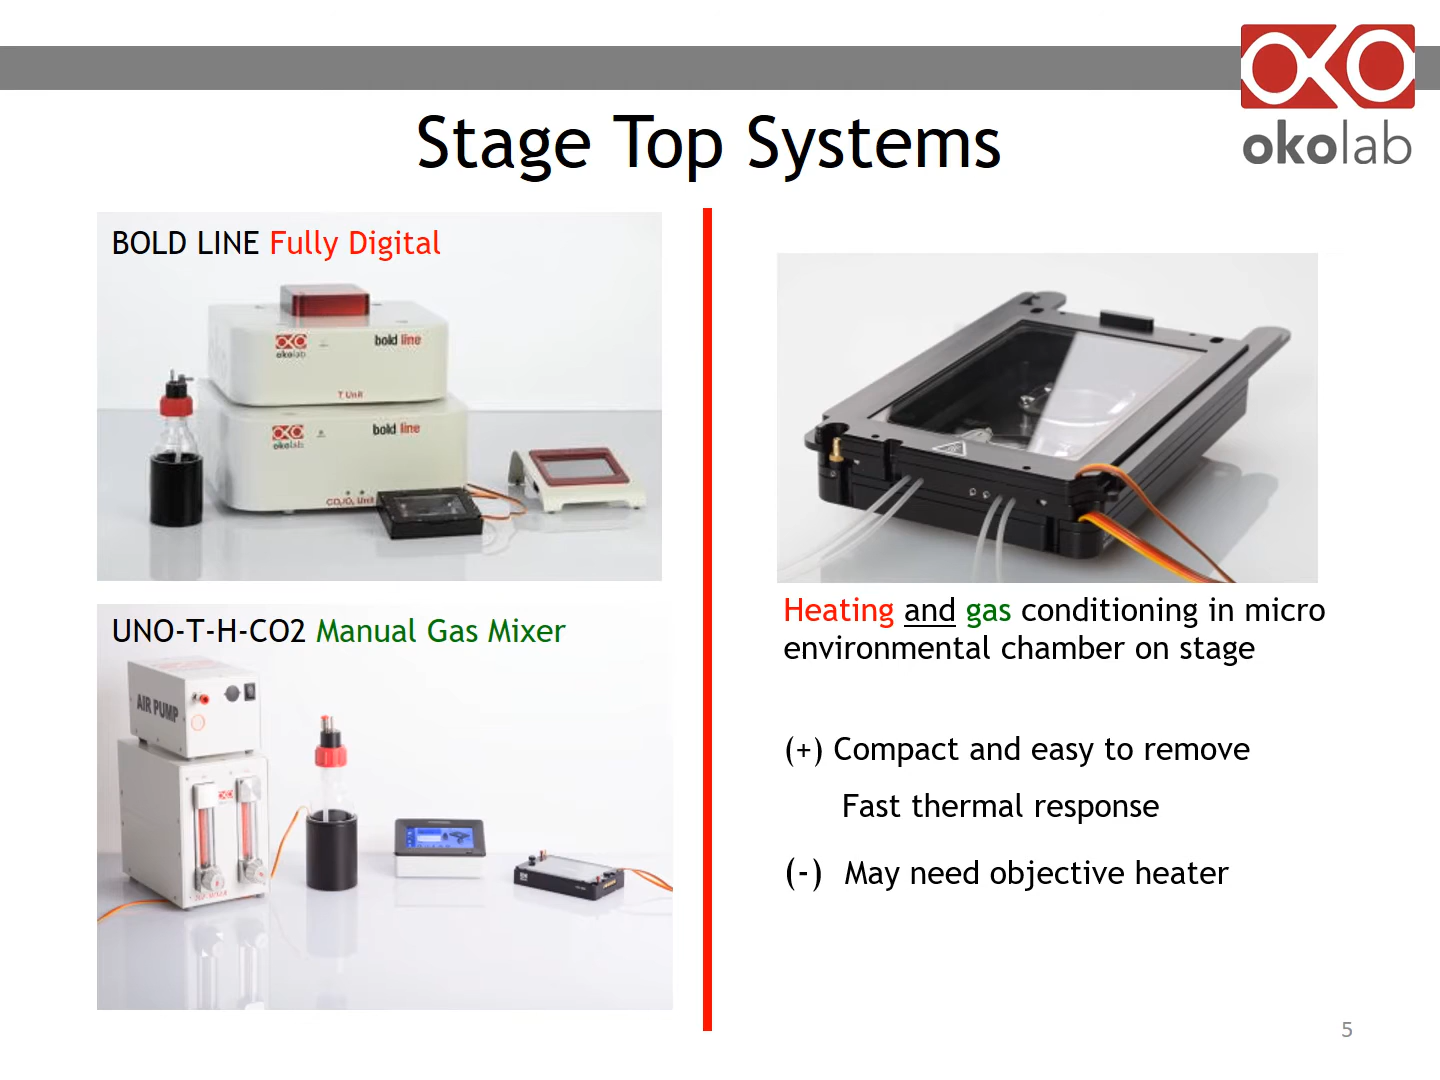 okolab
Stage Top Systems
BOLD LINE Fully Digital
okolab
bold line
T Unit
okolab
bold line
CO₂/O₂ Unit
UNO-T-H-CO2 Manual Gas Mixer
AIR PUMP
Heating and gas conditioning in micro
environmental chamber on stage
(+) Compact and easy to remove
Fast thermal response
(-) May need objective heater
5